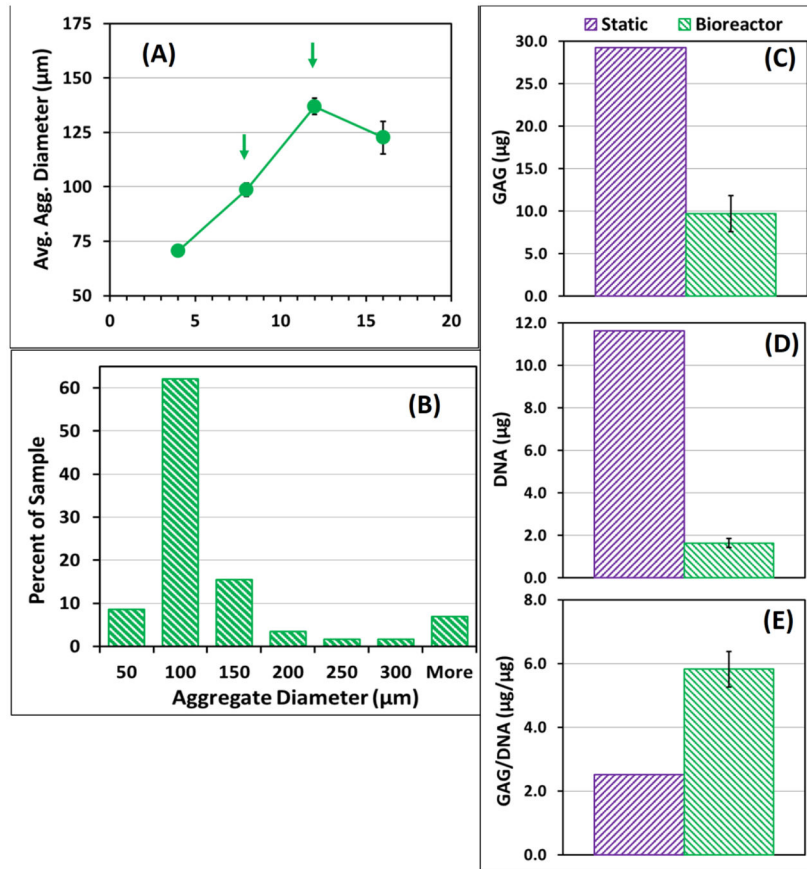 (A)
Avg. Agg. Diameter (µm)
175
150
125
100
75
50
0 5 10 15 20
(B)
Percent of Sample
60
50
40
30
20
10
0
50 100 150 200 250 300 More
Aggregate Diameter (µm)
Static Bioreactor
(C)
GAG (µg)
30.0
25.0
20.0
15.0
10.0
5.0
0.0
(D)
DNA (µg)
12.0
10.0
8.0
6.0
4.0
2.0
0.0
(E)
GAG/DNA (µg/µg)
8.0
6.0
4.0
2.0
0.0